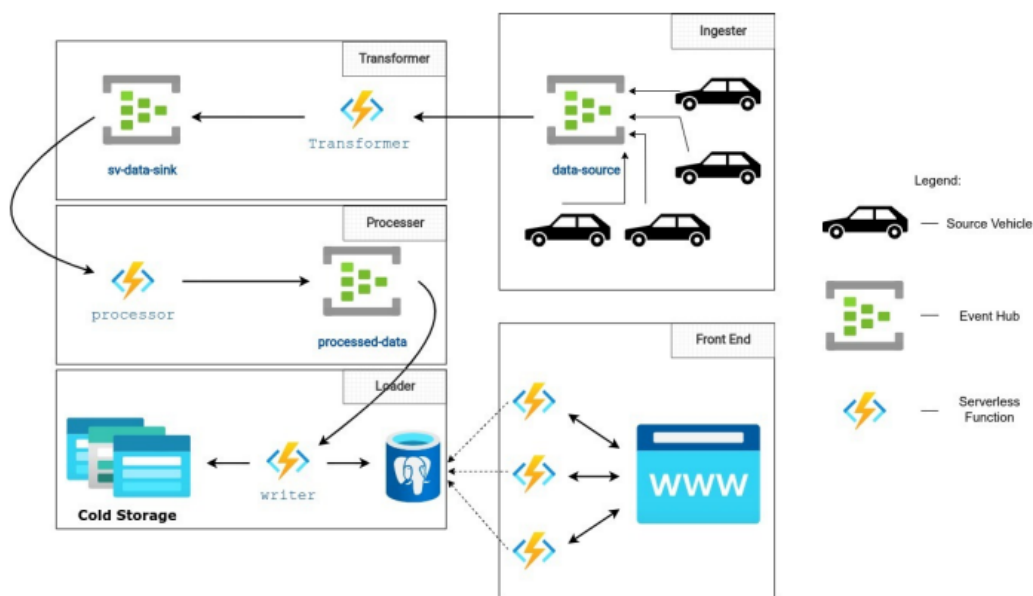 Transformer
Transformer
sv-data-sink
Ingester
data-source
Processer
processor
processed-data
Loader
writer
Cold Storage
Front End
WWW
Legend:
Source Vehicle
Event Hub
Serverless
Function